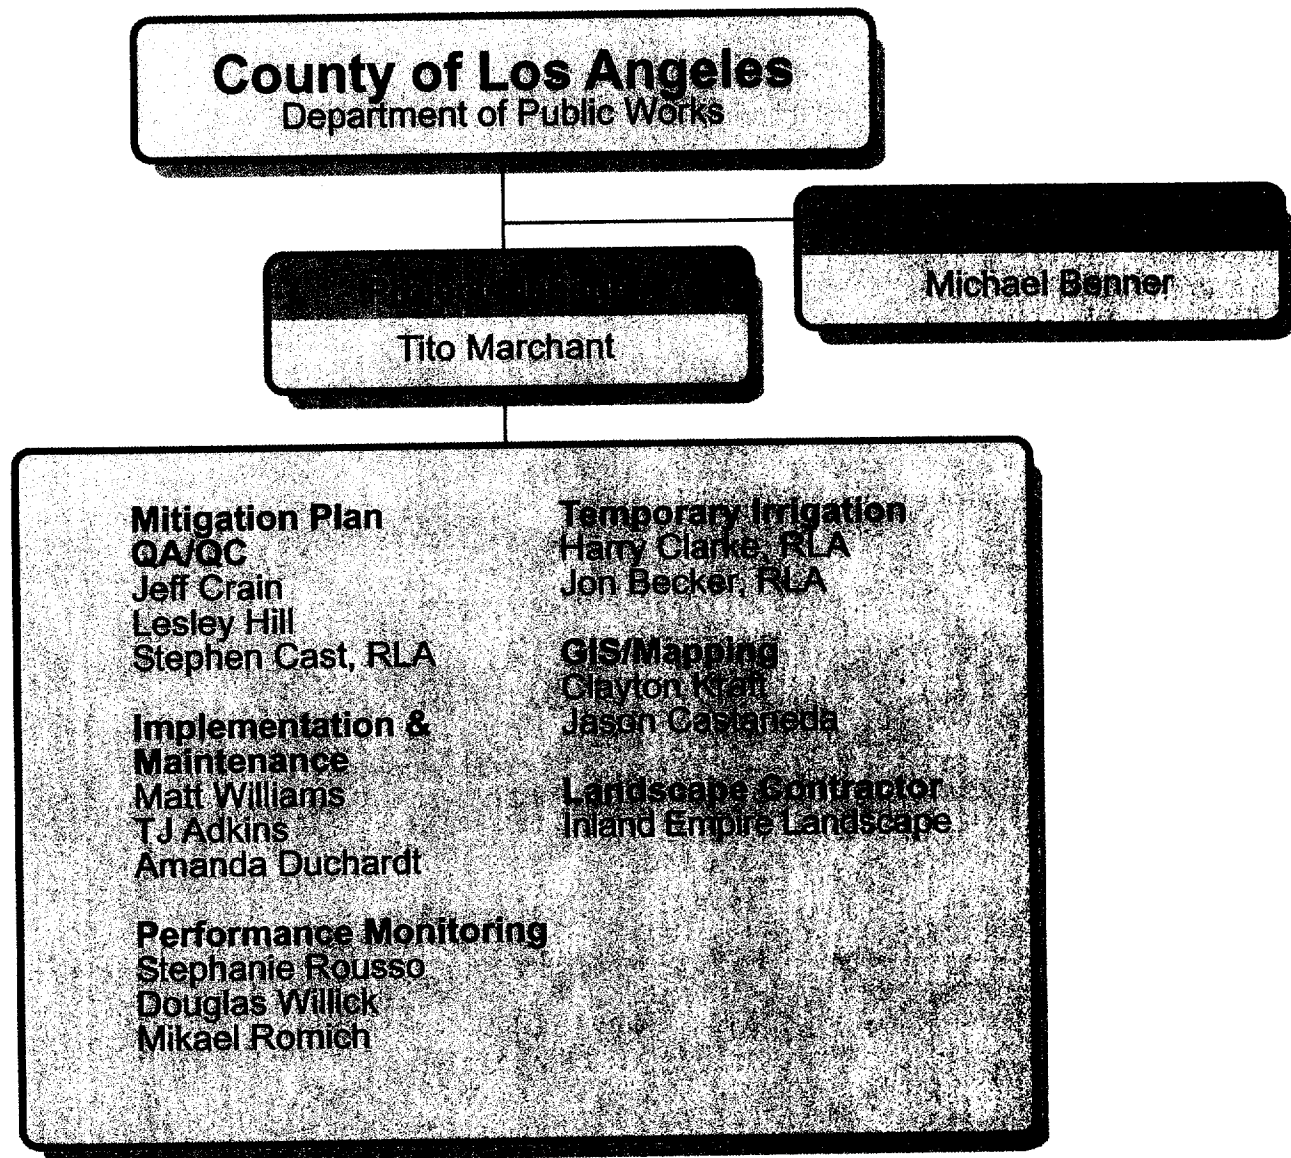 County of Los Angeles
Department of Public Works
Michael Benner
Tito Marchant
Mitigation Plan
QA/QC
Jeff Crain
Lesley Hill
Stephen Cast, RLA
Implementation &
Maintenance
Matt Williams
TJ Adkins
Amanda Duchardt
Performance Monitoring
Stephanie Rousso
Douglas Willick
Mikael Romich
Temporary Irrigation
Harry Clarke, RLA
Jon Becker, RLA
GIS/Mapping
Clayton Kraft
Jason Castaneda
Landscape Contractor
Inland Empire Landscape